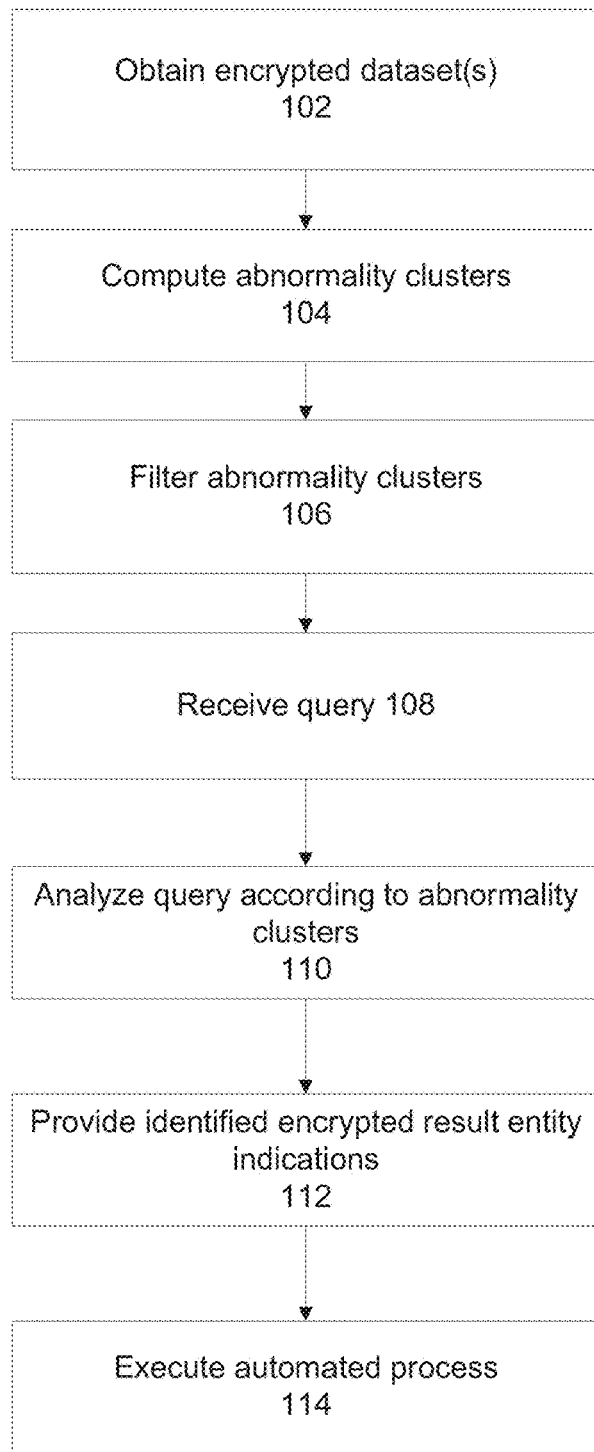 Obtain encrypted dataset(s)
102
Compute abnormality clusters
104
Filter abnormality clusters
106
Receive query 108
Analyze query according to abnormality
clusters
110
Provide identified encrypted result entity
indications
112
Execute automated process
114